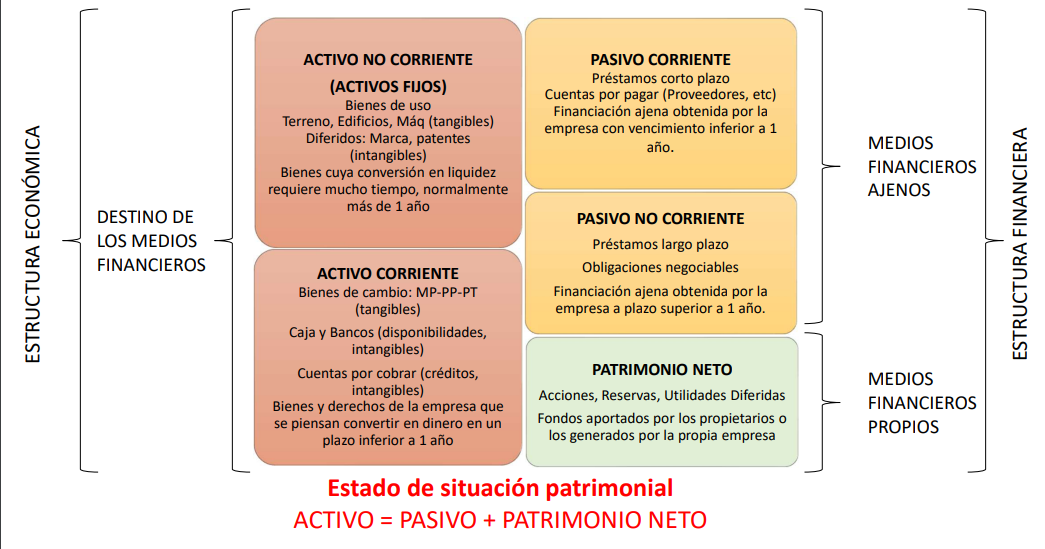 ESTRUCTURA ECONÓMICA
DESTINO DE
LOS MEDIOS
FINANCIEROS
ACTIVO NO CORRIENTE
(ACTIVOS FIJOS)
Bienes de uso
Terreno, Edificios, Máq (tangibles)
Diferidos: Marca, patentes
(intangibles)
Bienes cuya conversión en liquidez
requiere mucho tiempo, normalmente
más de 1 año
ACTIVO CORRIENTE
Bienes de cambio: MP-PP-PT
(tangibles)
Caja y Bancos (disponibilidades,
intangibles)
Cuentas por cobrar (créditos,
intangibles)
Bienes y derechos de la empresa que
se piensan convertir en dinero en un
plazo inferior a 1 año
PASIVO CORRIENTE
Préstamos corto plazo
Cuentas por pagar (Proveedores, etc)
Financiación ajena obtenida por la
empresa con vencimiento inferior a 1
año.
PASIVO NO CORRIENTE
Préstamos largo plazo
Obligaciones negociables
Financiación ajena obtenida por la
empresa a plazo superior a 1 año.
PATRIMONIO NETO
Acciones, Reservas, Utilidades Diferidas
Fondos aportados por los propietarios o
los generados por la propia empresa
MEDIOS
FINANCIEROS
AJENOS
MEDIOS
FINANCIEROS
PROPIOS
ESTRUCTURA FINANCIERA
Estado de situación patrimonial
ACTIVO = PASIVO + PATRIMONIO NETO